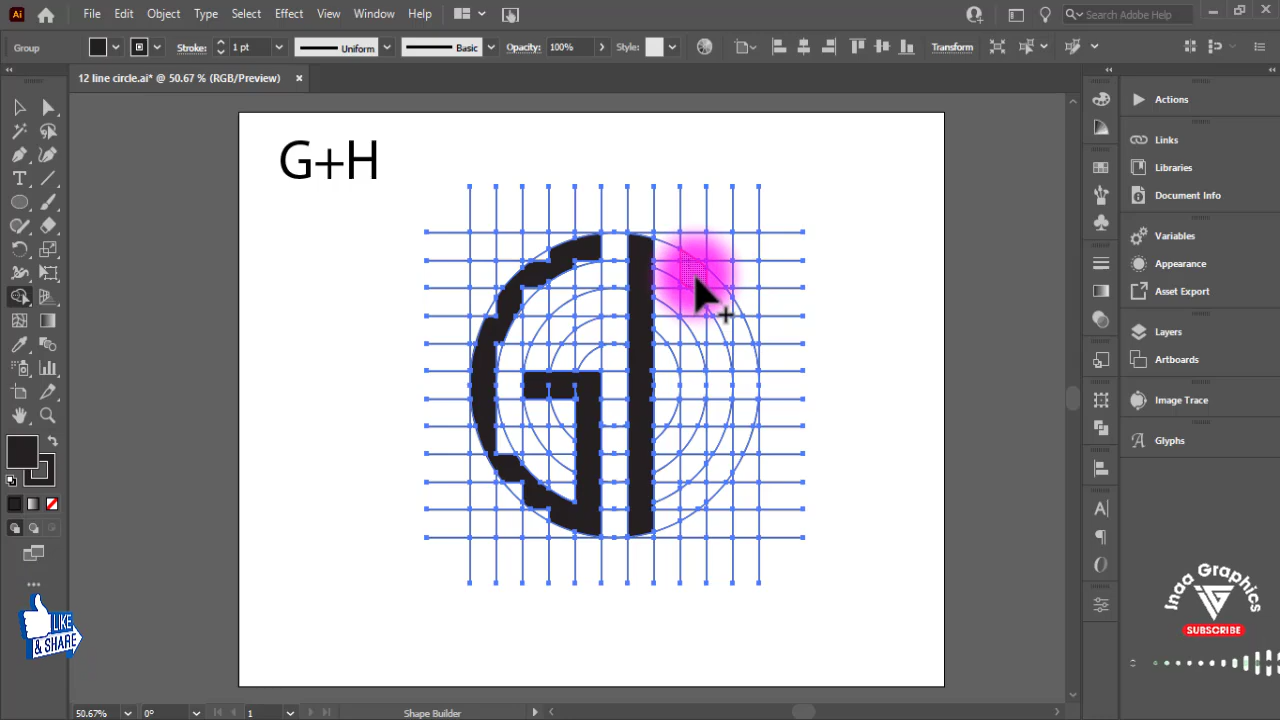 Ai File Edit Object Type Select Effect View Window Help Search Adobe Help
Group Stroke: 1 pt Uniform Basic Opacity: 100% Style: Transform
12 line circle.ai* @ 50.67 % (RGB/Preview) ×
G+H
Actions
Links
Libraries
Document Info
Variables
Appearance
Asset Export
Layers
Artboards
Image Trace
Glyphs
LIKE
& SHARE
Inaa Graphics
SUBSCRIBE
50.67% 0° 1 Shape Builder